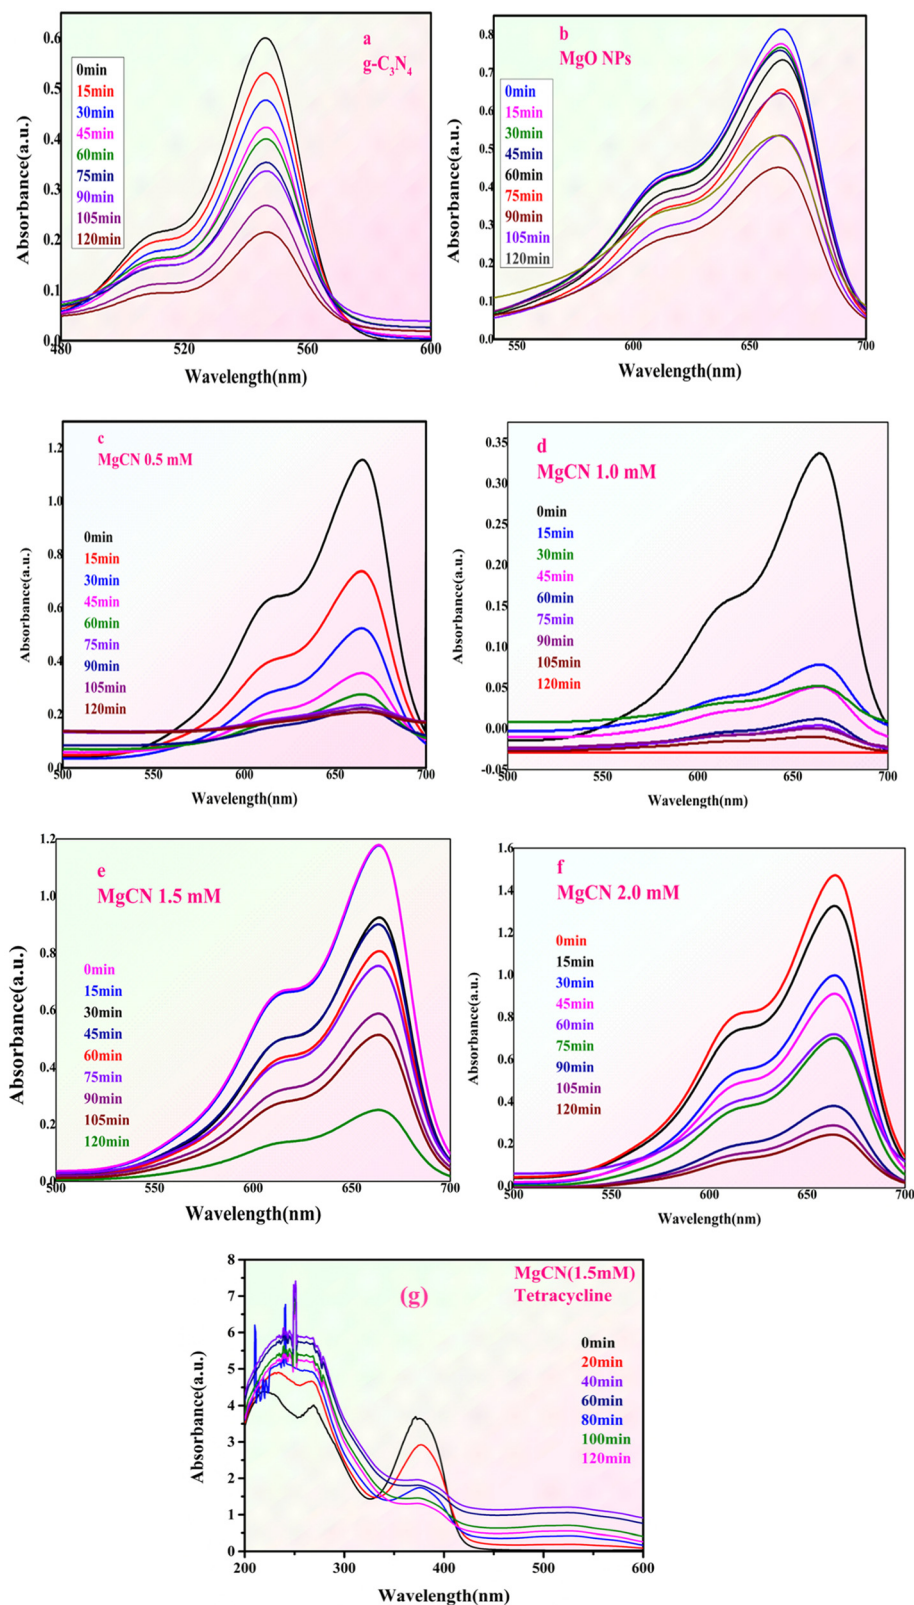 a
g-C₃N₄
0min
15min
30min
45min
60min
75min
90min
105min
120min
0.6
0.4
0.3
0.2
0.1
520
560
600
Absorbance(a.u.)
Wavelength(nm)
b
MgO NPs
0min
15min
30min
45min
60min
75min
90min
105min
120min
0.8
0.7
0.6
0.5
0.4
0.3
0.2
0.1
0.0
550
600
650
700
Absorbance(a.u.)
Wavelength(nm)
c
MgCN 0.5 mM
0min
15min
30min
45min
60min
75min
90min
105min
120min
1.2
1.0
0.8
0.6
0.4
0.2
500
550
600
650
700
Absorbance(a.u.)
Wavelength(nm)
d
MgCN 1.0 mM
0min
15min
30min
45min
60min
75min
90min
105min
120min
0.35
0.30
0.25
0.20
0.15
0.10
0.05
0.00
-0.05
500
550
600
650
700
Absorbance(a.u.)
Wavelength(nm)
e
MgCN 1.5 mM
0min
15min
30min
45min
60min
75min
90min
105min
120min
1.2
1.0
0.8
0.6
0.4
0.2
500
550
600
650
700
Absorbance(a.u.)
Wavelength(nm)
f
MgCN 2.0 mM
0min
15min
30min
45min
60min
75min
90min
105min
120min
1.6
1.4
1.2
1.0
0.8
0.6
0.4
0.2
500
550
600
650
700
Absorbance(a.u.)
Wavelength(nm)
(g)
MgCN(1.5mM)
Tetracycline
0min
20min
40min
60min
80min
100min
120min
8
7
6
5
4
3
2
1
0
200
300
400
500
600
Absorbance(a.u.)
Wavelength(nm)